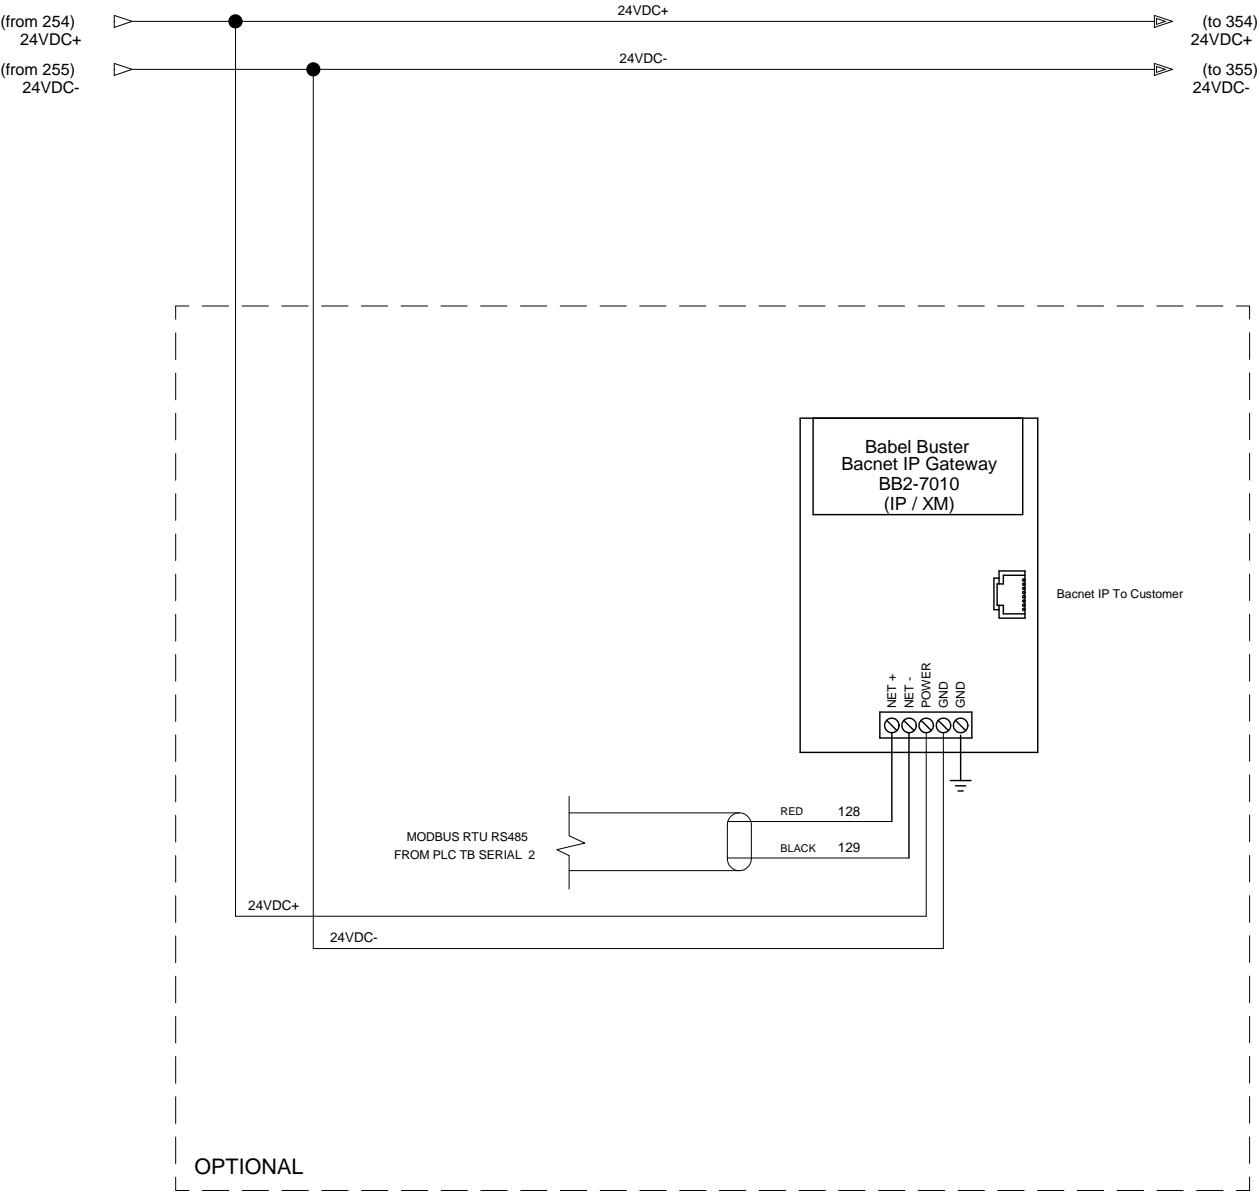 (from 254)
24VDC+
24VDC+
(to 354)
24VDC+
(from 255)
24VDC-
24VDC-
(to 355)
24VDC-
Babel Buster
Bacnet IP Gateway
BB2-7010
(IP / XM)
Bacnet IP To Customer
NET +
NET -
POWER
GND
GND
RED 128
MODBUS RTU RS485
FROM PLC TB SERIAL 2
BLACK 129
24VDC+
24VDC-
OPTIONAL